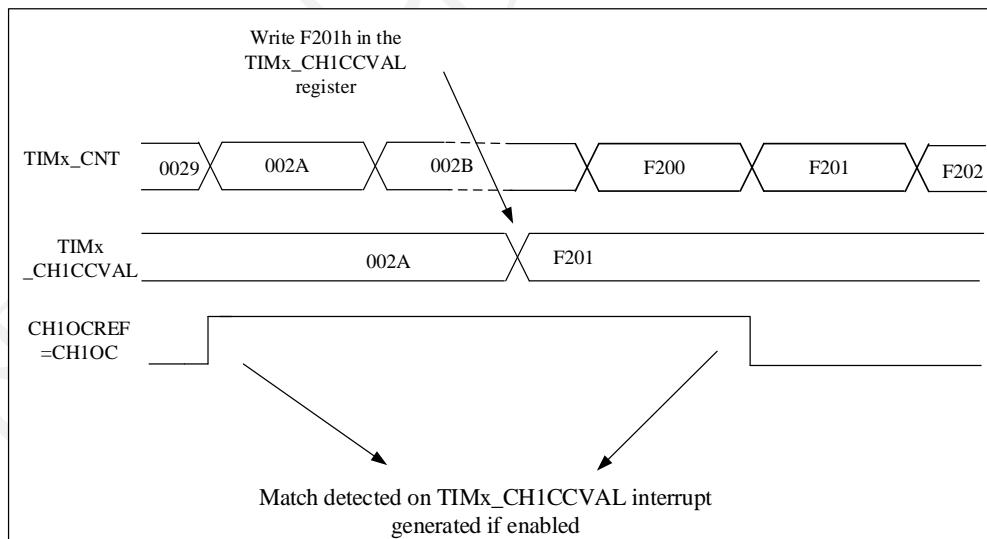 Write F201h in the
TIMx_CH1CCVAL
register
TIMx_CNT
0029
002A
002B
F200
F201
F202
TIMx
_CH1CCVAL
002A
F201
CH1OCREF
=CH1OC
Match detected on TIMx_CH1CCVAL interrupt
generated if enabled